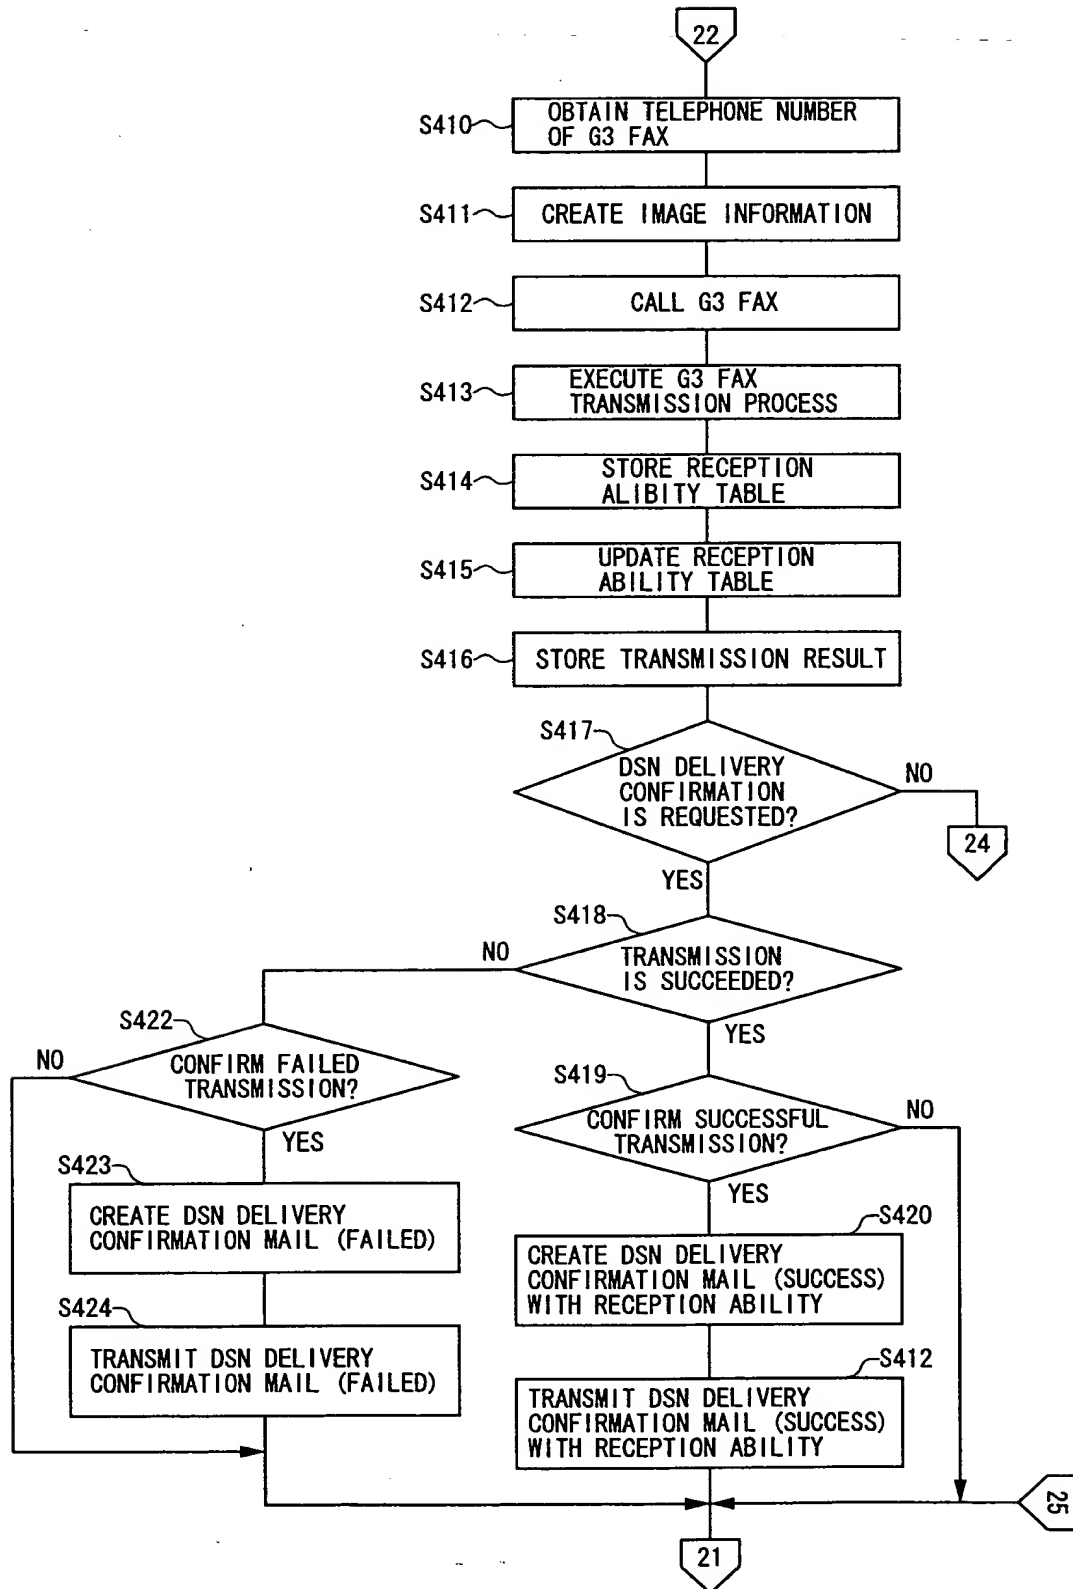 22
S410
OBTAIN TELEPHONE NUMBER
OF G3 FAX
S411
CREATE IMAGE INFORMATION
S412
CALL G3 FAX
S413
EXECUTE G3 FAX
TRANSMISSION PROCESS
S414
STORE RECEPTION
ALIBITY TABLE
S415
UPDATE RECEPTION
ABILITY TABLE
S416
STORE TRANSMISSION RESULT
S417
DSN DELIVERY
CONFIRMATION
IS REQUESTED?
NO
24
YES
S418
TRANSMISSION
IS SUCCEEDED?
NO
YES
S422
CONFIRM FAILED
TRANSMISSION?
NO
YES
S419
CONFIRM SUCCESSFUL
TRANSMISSION?
NO
YES
S423
CREATE DSN DELIVERY
CONFIRMATION MAIL (FAILED)
S420
CREATE DSN DELIVERY
CONFIRMATION MAIL (SUCCESS)
WITH RECEPTION ABILITY
S424
TRANSMIT DSN DELIVERY
CONFIRMATION MAIL (FAILED)
S412
TRANSMIT DSN DELIVERY
CONFIRMATION MAIL (SUCCESS)
WITH RECEPTION ABILITY
25
21